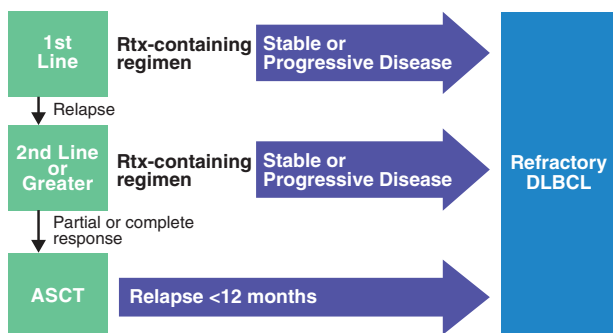 1st
Line
Rtx-containing
regimen
Stable or
Progressive Disease
Relapse
2nd Line
or
Greater
Rtx-containing
regimen
Stable or
Progressive Disease
Refractory
DLBCL
Partial or complete
response
ASCT
Relapse <12 months